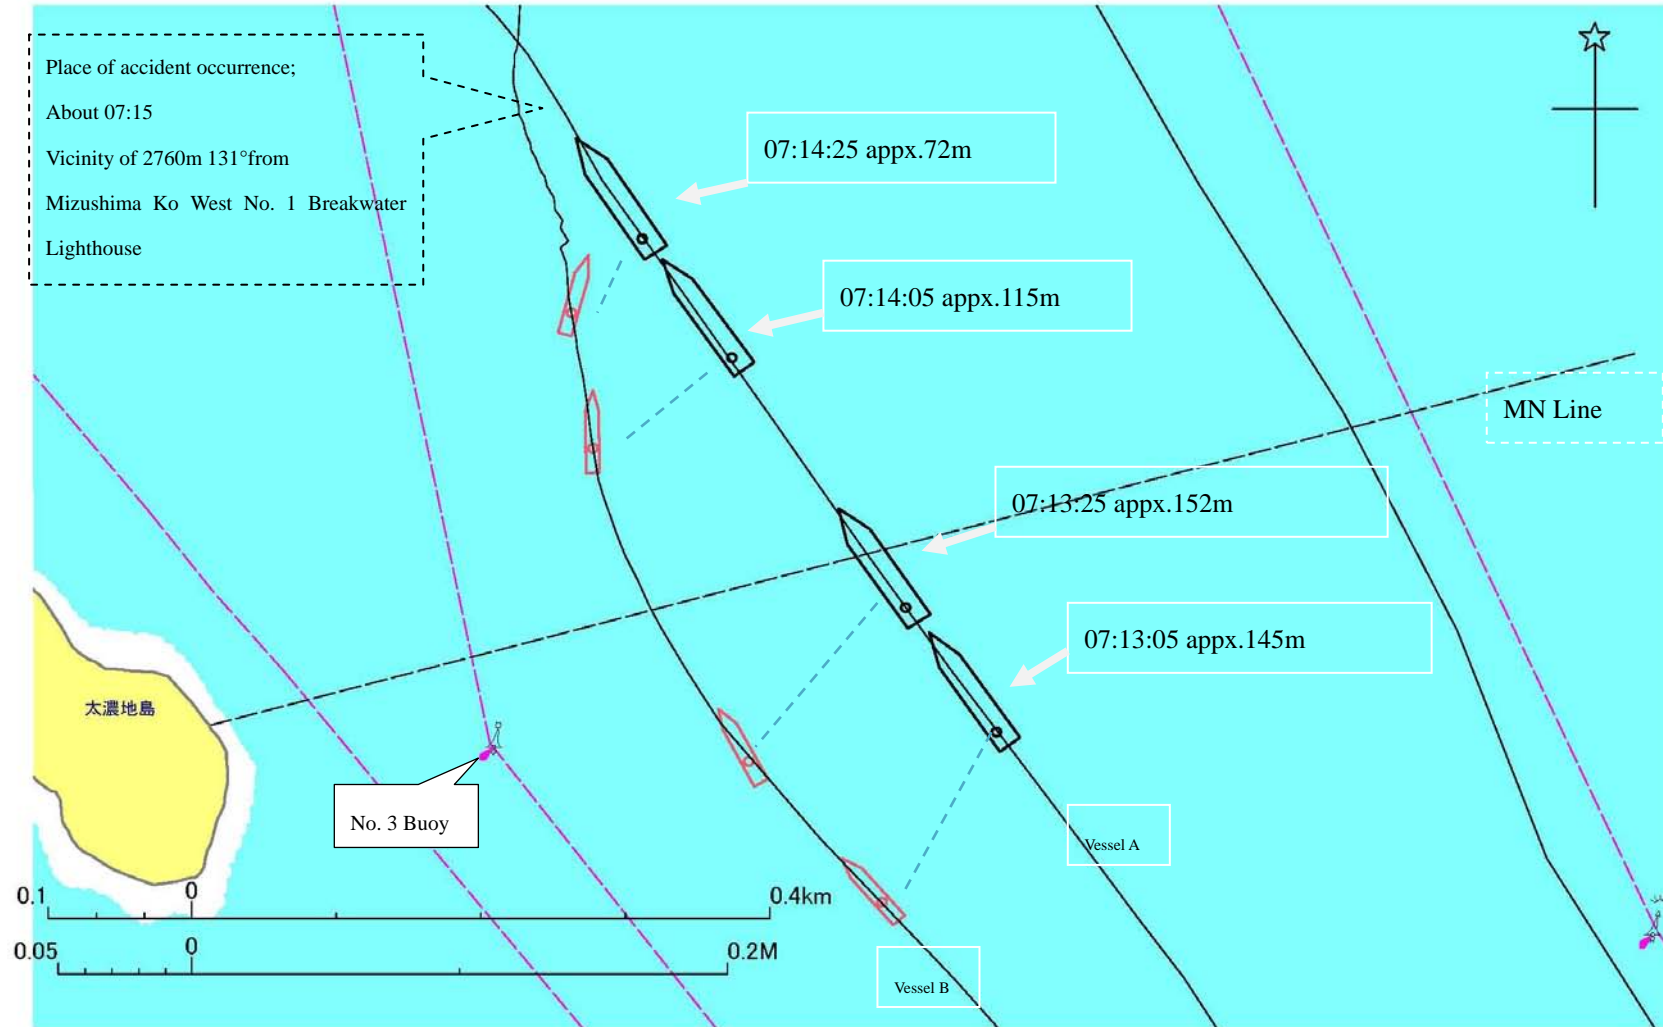 Place of accident occurrence;
About 07:15
Vicinity of 2760m 131°from
Mizushima Ko West No. 1 Breakwater
Lighthouse
07:14:25 appx.72m
07:14:05 appx.115m
MN Line
07:13:25 appx.152m
07:13:05 appx.145m
太濃地島
No. 3 Buoy
Vessel A
0.1 0 0.4km
0.05 0 0.2M
Vessel B